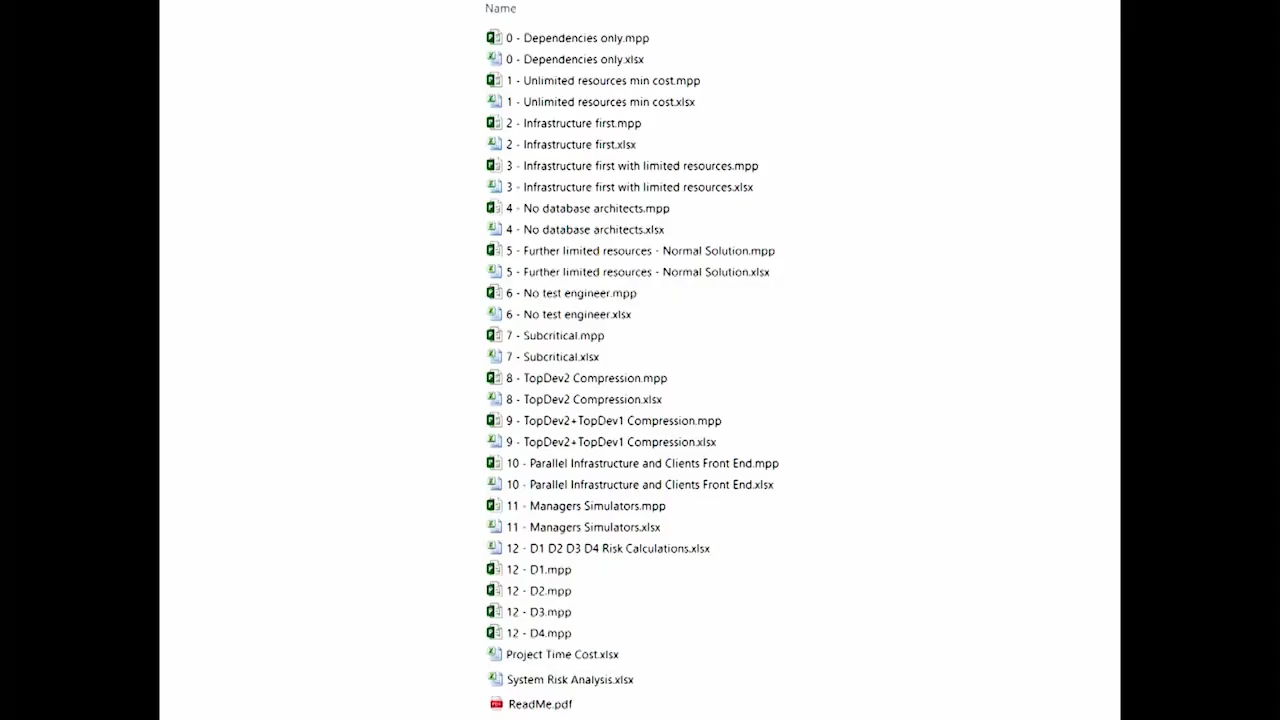 Name
0 - Dependencies only.mpp
0 - Dependencies only.xlsx
1 - Unlimited resources min cost.mpp
1 - Unlimited resources min cost.xlsx
2 - Infrastructure first.mpp
2 - Infrastructure first.xlsx
3 - Infrastructure first with limited resources.mpp
3 - Infrastructure first with limited resources.xlsx
4 - No database architects.mpp
4 - No database architects.xlsx
5 - Further limited resources - Normal Solution.mpp
5 - Further limited resources - Normal Solution.xlsx
6 - No test engineer.mpp
6 - No test engineer.xlsx
7 - Subcritical.mpp
7 - Subcritical.xlsx
8 - TopDev2 Compression.mpp
8 - TopDev2 Compression.xlsx
9 - TopDev2+TopDev1 Compression.mpp
9 - TopDev2+TopDev1 Compression.xlsx
10 - Parallel Infrastructure and Clients Front End.mpp
10 - Parallel Infrastructure and Clients Front End.xlsx
11 - Managers Simulators.mpp
11 - Managers Simulators.xlsx
12 - D1 D2 D3 D4 Risk Calculations.xlsx
12 - D1.mpp
12 - D2.mpp
12 - D3.mpp
12 - D4.mpp
Project Time Cost.xlsx
System Risk Analysis.xlsx
ReadMe.pdf